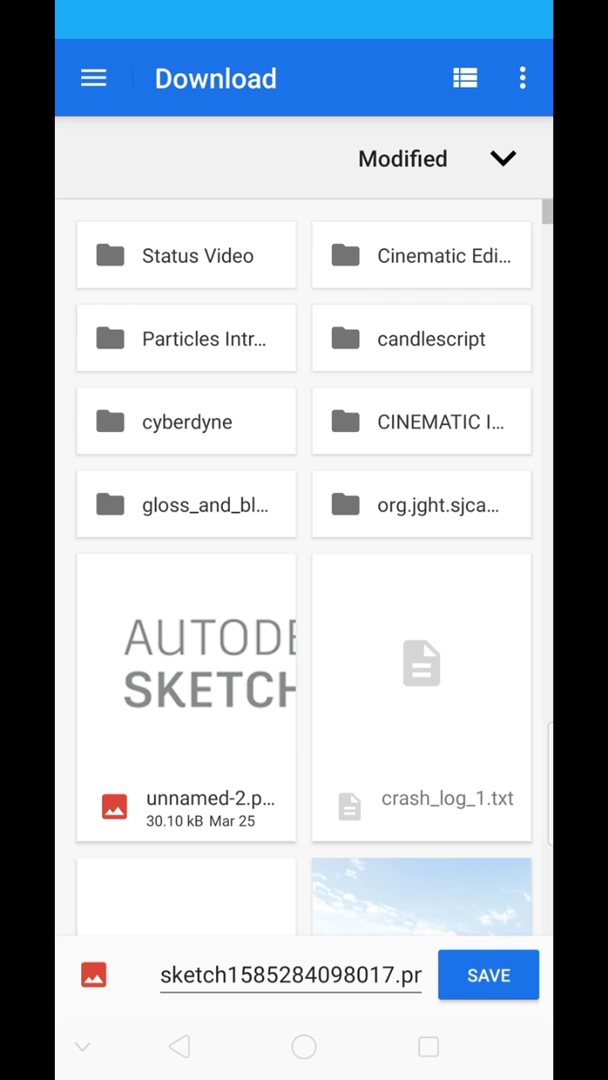 Download
Modified
Status Video
Cinematic Edi...
Particles Intr...
candlescript
cyberdyne
CINEMATIC I...
gloss_and_bl...
org.jght.sjca...
AUTODE
SKETCH
unnamed-2.p...
30.10 kB Mar 25
crash_log_1.txt
sketch1585284098017.pr
SAVE